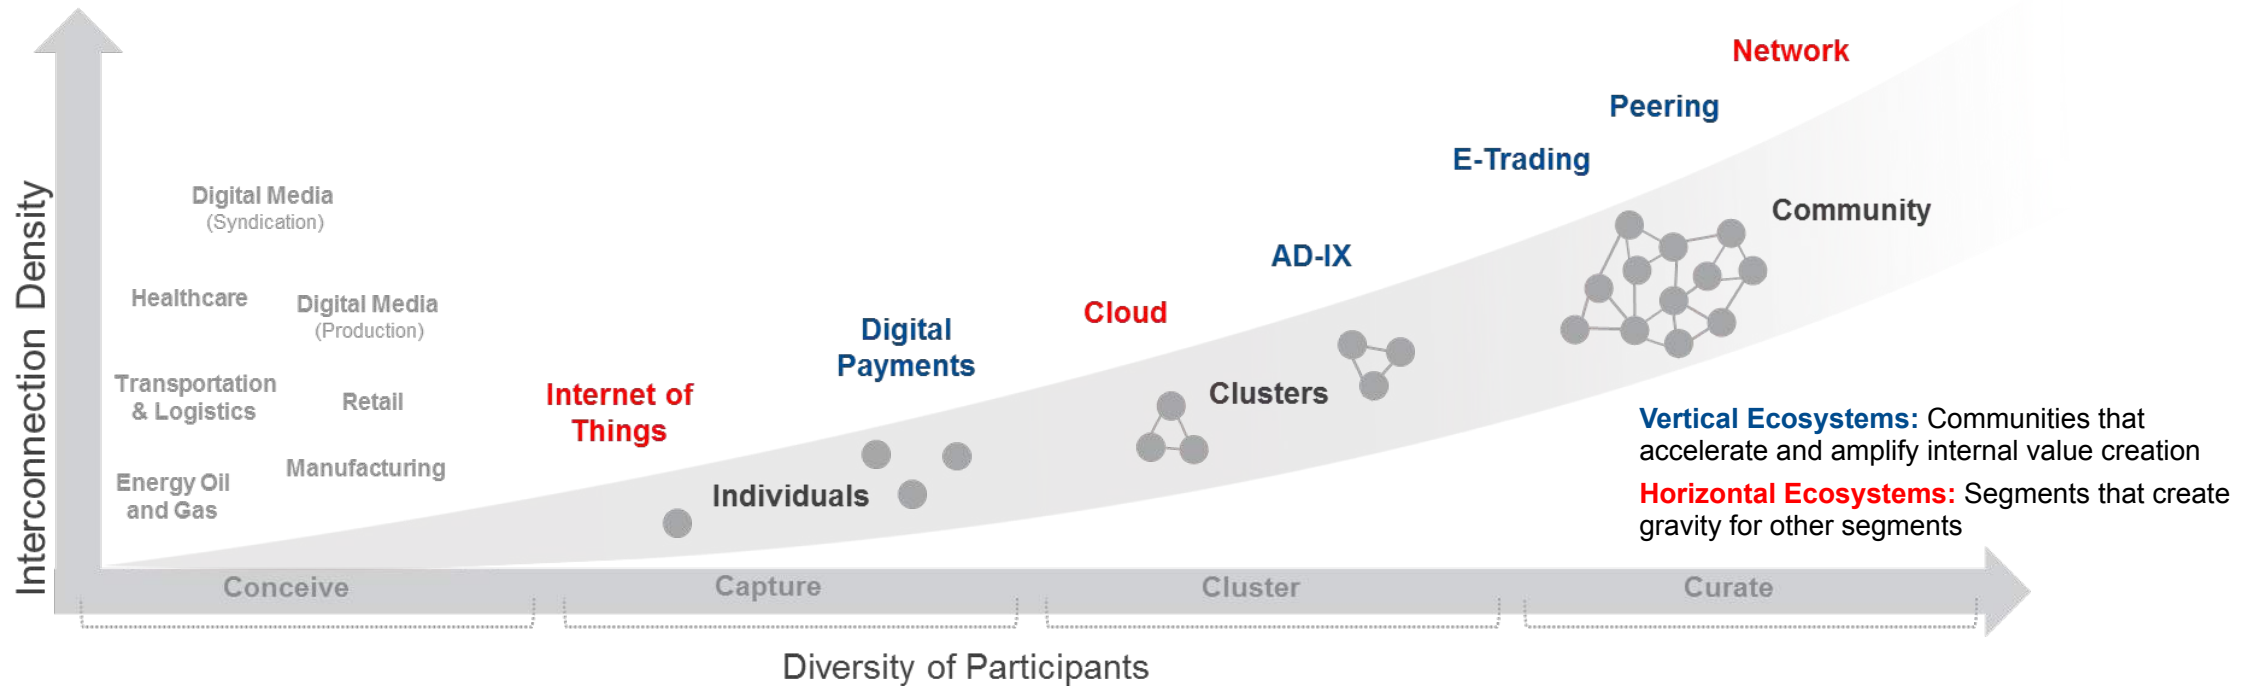 Network
Peering
E-Trading
Digital Media
(Syndication)
Community
AD-IX
Healthcare
Digital Media
(Production)
Cloud
Digital
Payments
Transportation
& Logistics
Retail
Internet of
Things
Clusters
Vertical Ecosystems: Communities that
accelerate and amplify internal value creation
Horizontal Ecosystems: Segments that create
gravity for other segments
Manufacturing
Energy Oil
and Gas
Individuals
Interconnection Density
Conceive
Capture
Cluster
Curate
Diversity of Participants